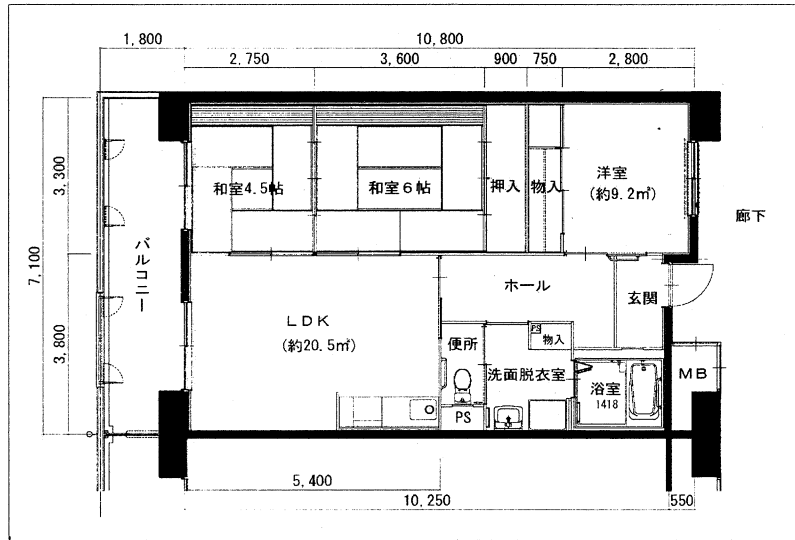 1,800
10,800
2,750
3,600
900
750
2,800
3,300
7,100
3,800
バルコニー
和室4.5帖
和室6帖
押入
物入
洋室
(約9.2㎡)
廊下
ホール
玄関
LDK
(約20.5㎡)
便所
PS
物入
洗面脱衣室
浴室
1418
MB
PS
5,400
10,250
550